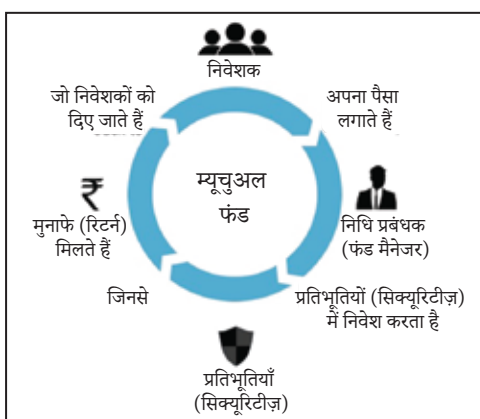 निवेशक
अपना पैसा
लगाते हैं
निधि प्रबंधक
(फंड मैनेजर)
प्रतिभूतियों (सिक्यूरिटीज़)
में निवेश करता है
प्रतिभूतियाँ
(सिक्यूरिटीज़)
जिनसे
₹
मुनाफे (रिटर्न)
मिलते हैं
जो निवेशकों को
दिए जाते हैं
म्यूचुअल
फंड